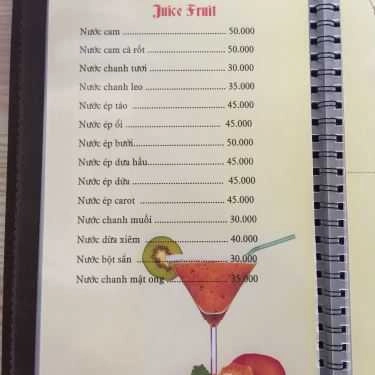 Juice Fruit
Nước cam ........................................ 50.000
Nước cam cà rốt ............................. 50.000
Nước chanh tươi ............................ 30.000
Nước chanh leo ............................. 35.000
Nước ép táo .................................. 45.000
Nước ép ổi ................................... 45.000
Nước ép bưởi................................ 50.000
Nước ép dưa hấu............................ 45.000
Nước ép dứa ................................. 45.000
Nước ép carot ............................... 45.000
Nước chanh muối ........................... 30.000
Nước dừa xiêm .............................. 40.000
Nước bột sắn ................................ 30.000
Nước chanh mật ong ....................... 35.000